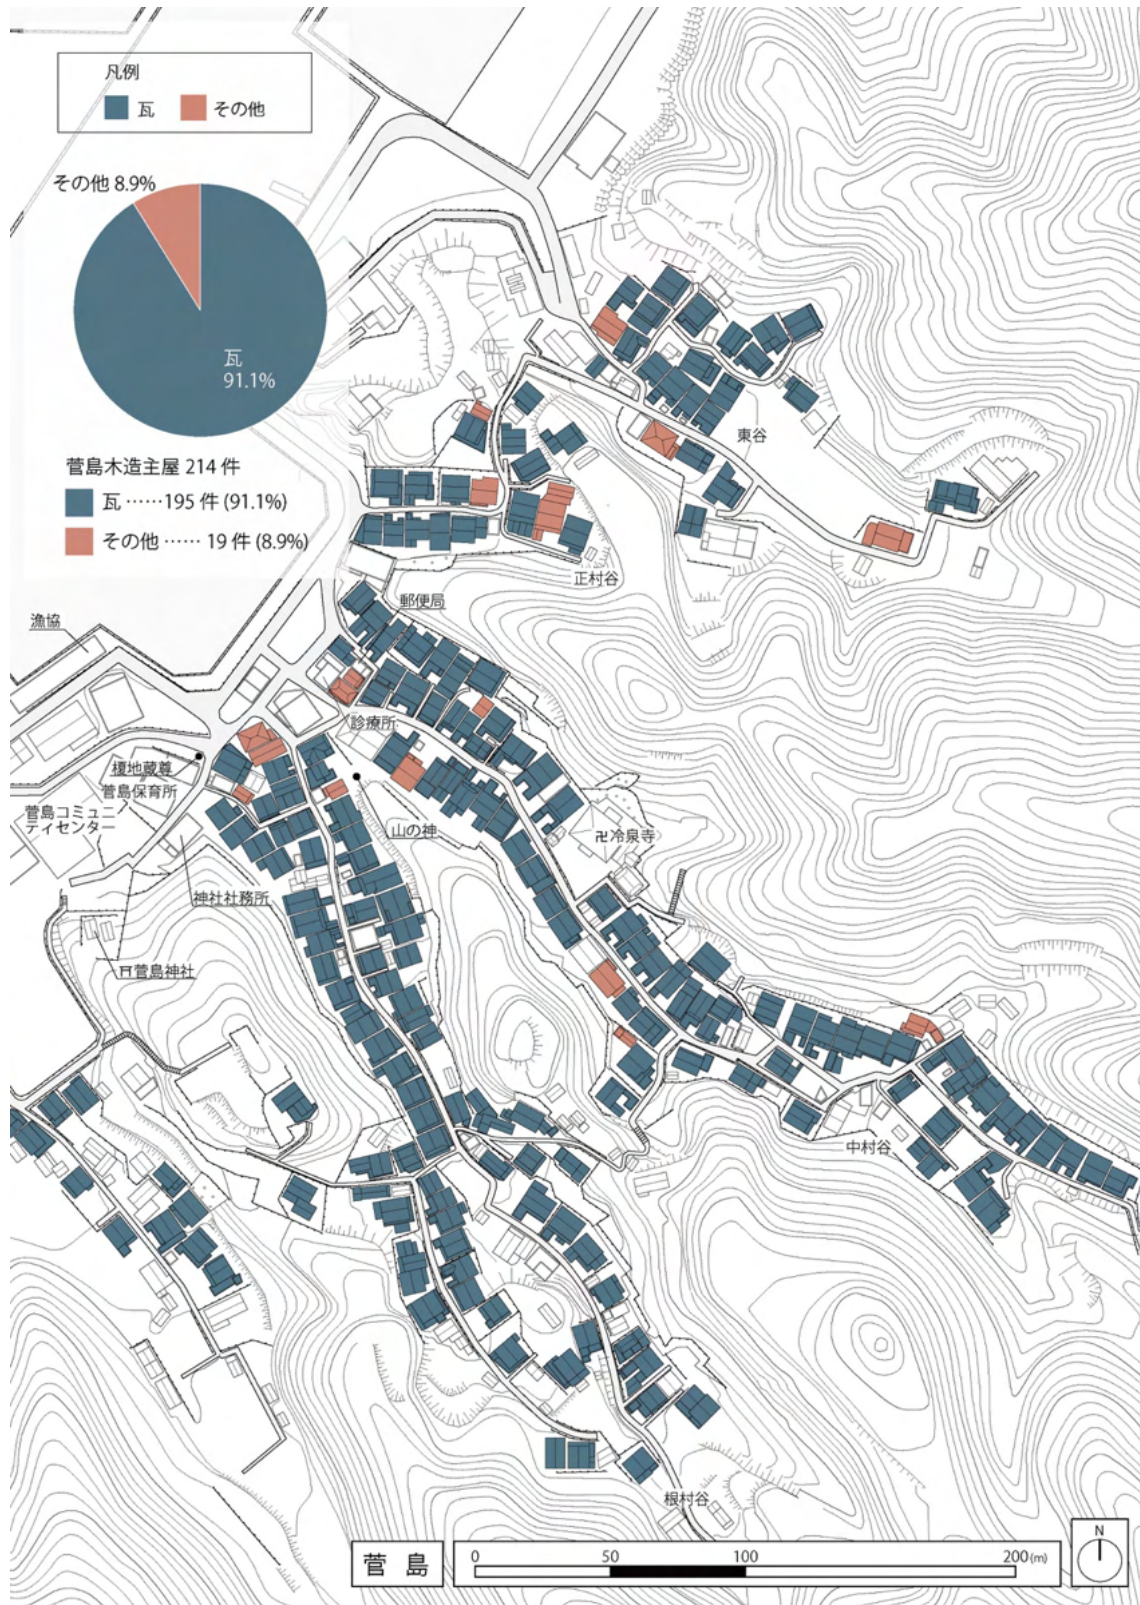 凡例
瓦 その他
その他 8.9%
瓦
91.1%
菅島木造主屋 214 件
瓦……195 件 (91.1%)
その他…… 19 件 (8.9%)
東谷
正村谷
郵便局
漁協
診療所
榎地蔵尊
菅島保育所
菅島コミュニ
ティセンター
山の神
卍冷泉寺
神社社務所
菅島神社
中村谷
根村谷
菅 島
0 50 100 200 (m)
N